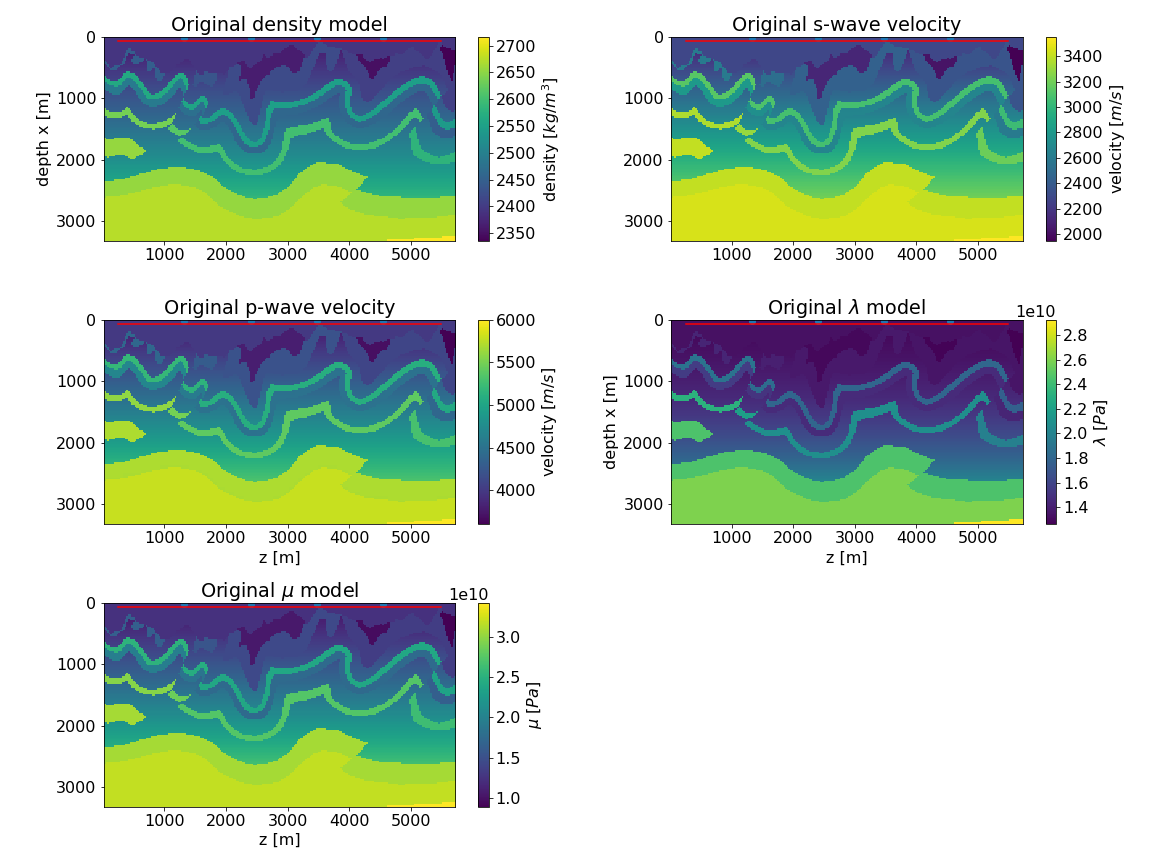 Original density model
0
1000
2000
3000
depth x [m]
1000 2000 3000 4000 5000
2700
2650
2600
2550
2500
2450
2400
2350
density [kg/m³]
Original s-wave velocity
0
1000
2000
3000
1000 2000 3000 4000 5000
3400
3200
3000
2800
2600
2400
2200
2000
velocity [m/s]
Original p-wave velocity
0
1000
2000
3000
1000 2000 3000 4000 5000
z [m]
6000
5500
5000
4500
4000
velocity [m/s]
Original λ model
1e10
0
1000
2000
3000
depth x [m]
1000 2000 3000 4000 5000
z [m]
2.8
2.6
2.4
2.2
2.0
1.8
1.6
1.4
λ [Pa]
Original μ model
1e10
0
1000
2000
3000
1000 2000 3000 4000 5000
z [m]
3.0
2.5
2.0
1.5
1.0
μ [Pa]